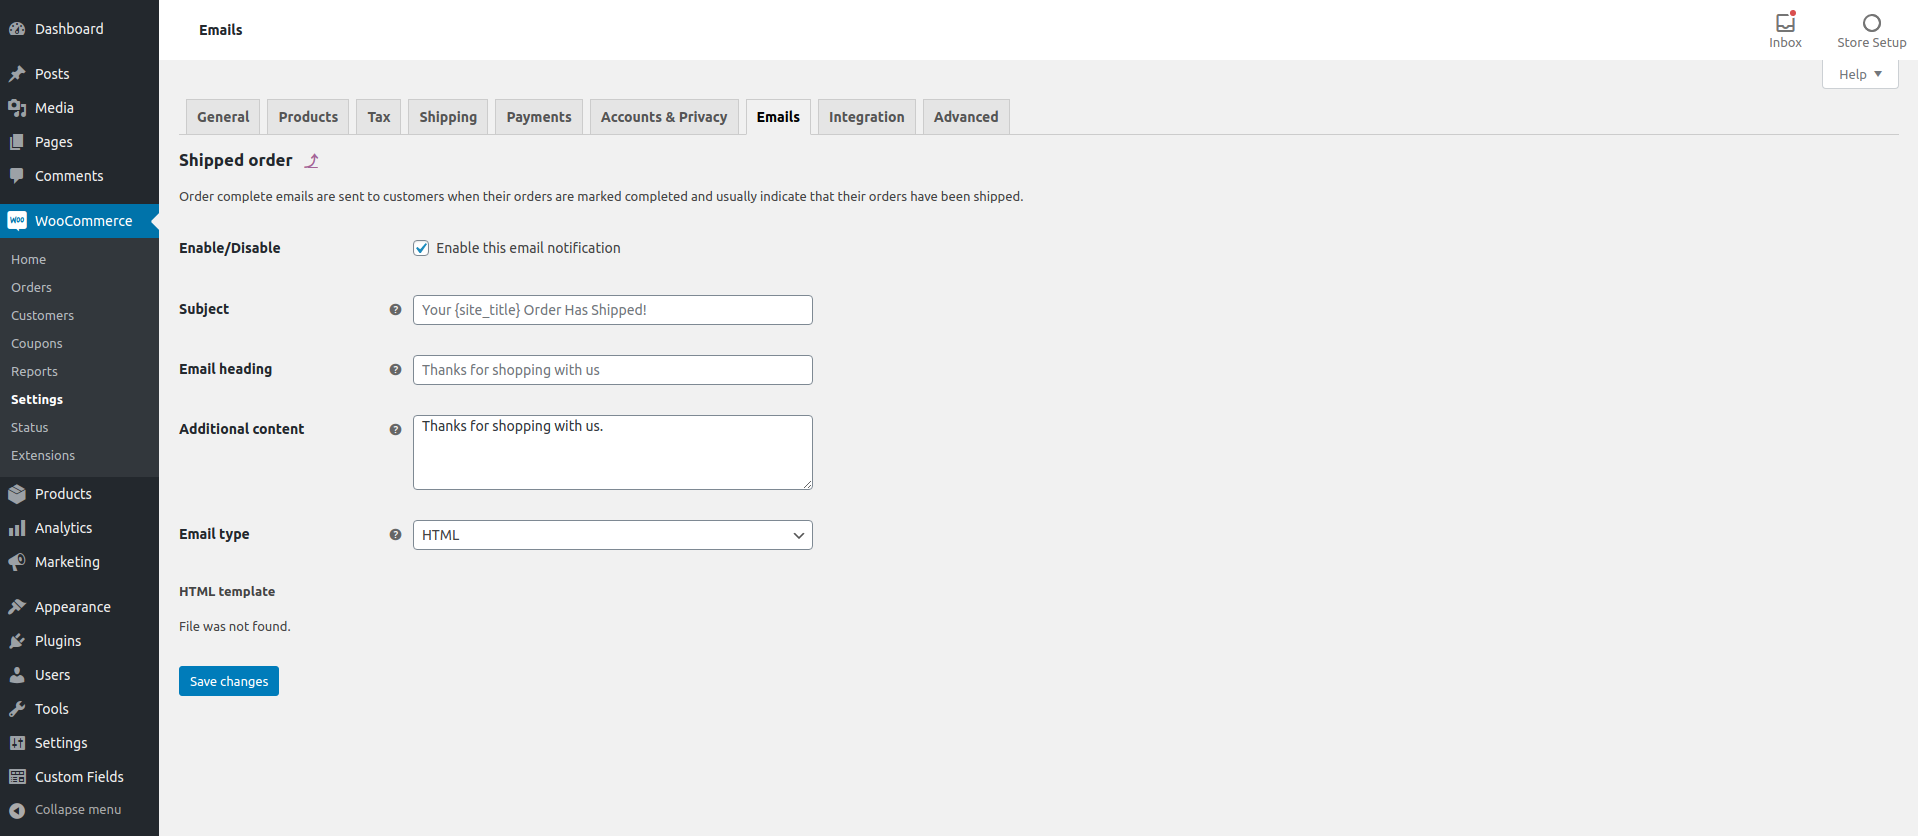 Dashboard
Posts
Media
Pages
Comments
woo WooCommerce
Home
Orders
Customers
Coupons
Reports
Settings
Status
Extensions
Products
Analytics
Marketing
Appearance
Plugins
Users
Tools
Settings
Custom Fields
Collapse menu
Emails
Inbox
Store Setup
Help
General Products Tax Shipping Payments Accounts & Privacy Emails Integration Advanced
Shipped order
Order complete emails are sent to customers when their orders are marked completed and usually indicate that their orders have been shipped.
Enable/Disable Enable this email notification
Subject ? Your {site_title} Order Has Shipped!
Email heading ? Thanks for shopping with us
Additional content ? Thanks for shopping with us.
Email type ? HTML
HTML template
File was not found.
Save changes